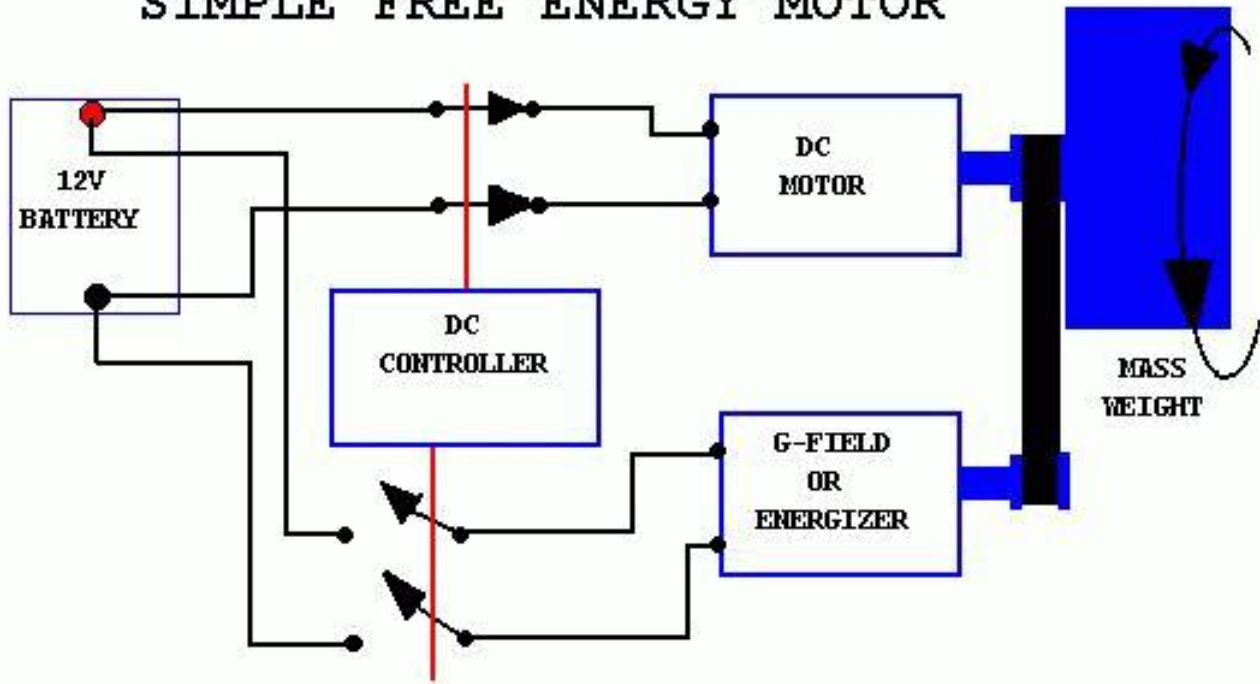 SIMPLE FREE ENERGY MOTOR
12V
BATTERY
DC
MOTOR
DC
CONTROLLER
MASS
WEIGHT
G-FIELD
OR
ENERGIZER